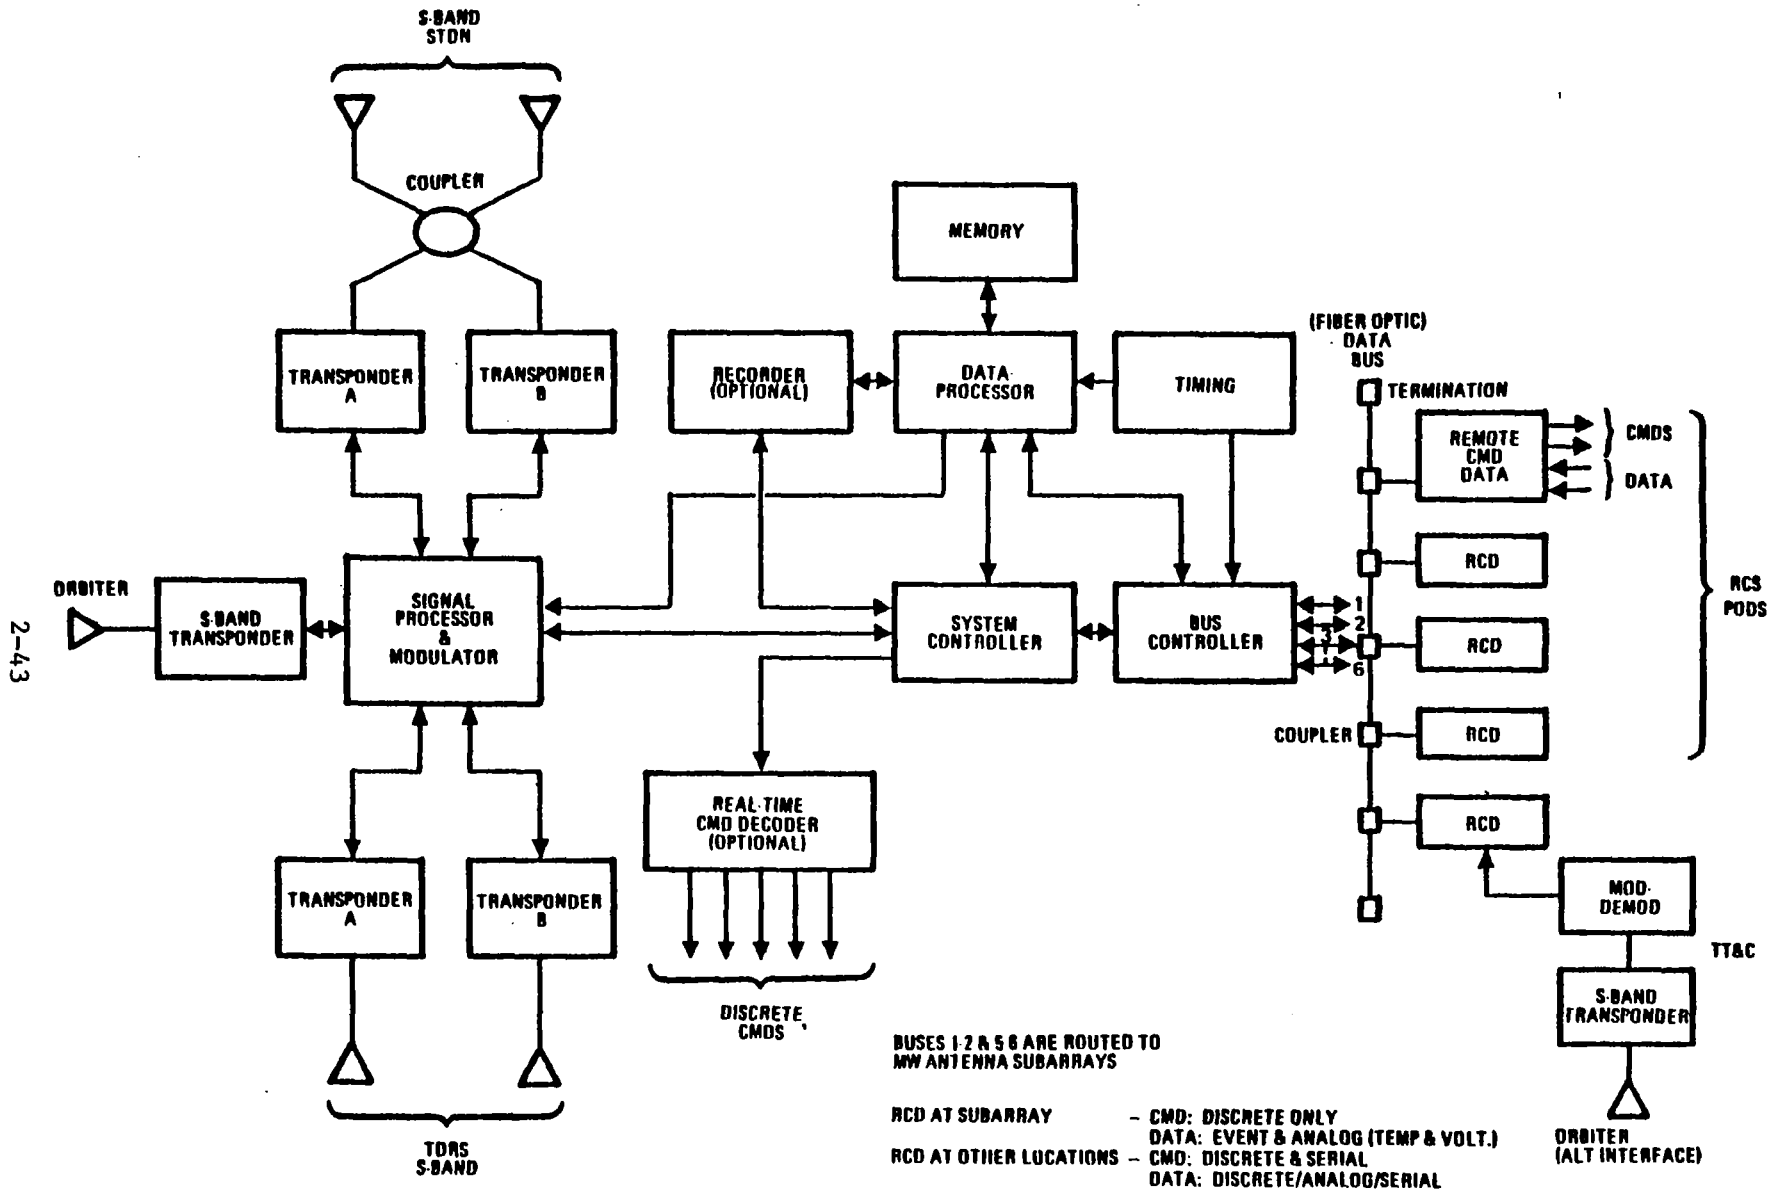 S-BAND
STDN
COUPLER
MEMORY
TRANSPONDER
A
TRANSPONDER
B
RECORDER
(OPTIONAL)
DATA
PROCESSOR
TIMING
(FIBER OPTIC)
DATA
BUS
TERMINATION
REMOTE
CMD
DATA
CMDS
DATA
RCD
RCS
PODS
ORBITER
S-BAND
TRANSPONDER
SIGNAL
PROCESSOR
&
MODULATOR
SYSTEM
CONTROLLER
BUS
CONTROLLER
1
2
3
6
RCD
COUPLER
RCD
REAL-TIME
CMD DECODER
(OPTIONAL)
RCD
TRANSPONDER
A
TRANSPONDER
B
MOD-
DEMOD
TT&C
S-BAND
TRANSPONDER
DISCRETE
CMDS
TDRS
S-BAND
ORBITER
(ALT INTERFACE)
BUSES 1-2 & 5 6 ARE ROUTED TO
MW ANTENNA SUBARRAYS
RCD AT SUBARRAY – CMD: DISCRETE ONLY
DATA: EVENT & ANALOG (TEMP & VOLT.)
RCD AT OTHER LOCATIONS – CMD: DISCRETE & SERIAL
DATA: DISCRETE/ANALOG/SERIAL
2-43